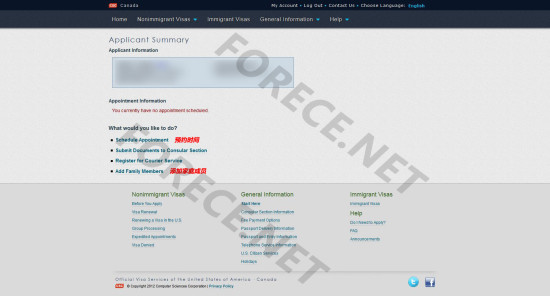 Canada
My Account • Log Out • Contact Us • Choose Language: English
Home Nonimmigrant Visas Immigrant Visas General Information Help
Applicant Summary
Applicant Information
Appointment Information
You currently have no appointment scheduled
What would you like to do?
Schedule Appointment 预约时间
Submit Documents to Consular Section
Register for Courier Service
Add Family Members 添加家庭成员
FORECE.NET
FORECE.NET
Nonimmigrant Visas
Before You Apply
Visa Renewal
Renewing a Visa in the U.S.
Group Processing
Expedited Appointments
Visa Denied
General Information
Start Here
Consular Section Information
Fee Payment Options
Passport Delivery Information
Passport and Visa Information
Telephone Service Information
U.S. Citizen Services
Holidays
Immigrant Visas
Immigrant Visas
Help
Our Need to Apply?
FAQ
Announcements
Official Visa Services of the United States of America - Canada
CSC © Copyright 2012 Computer Sciences Corporation | Privacy Policy